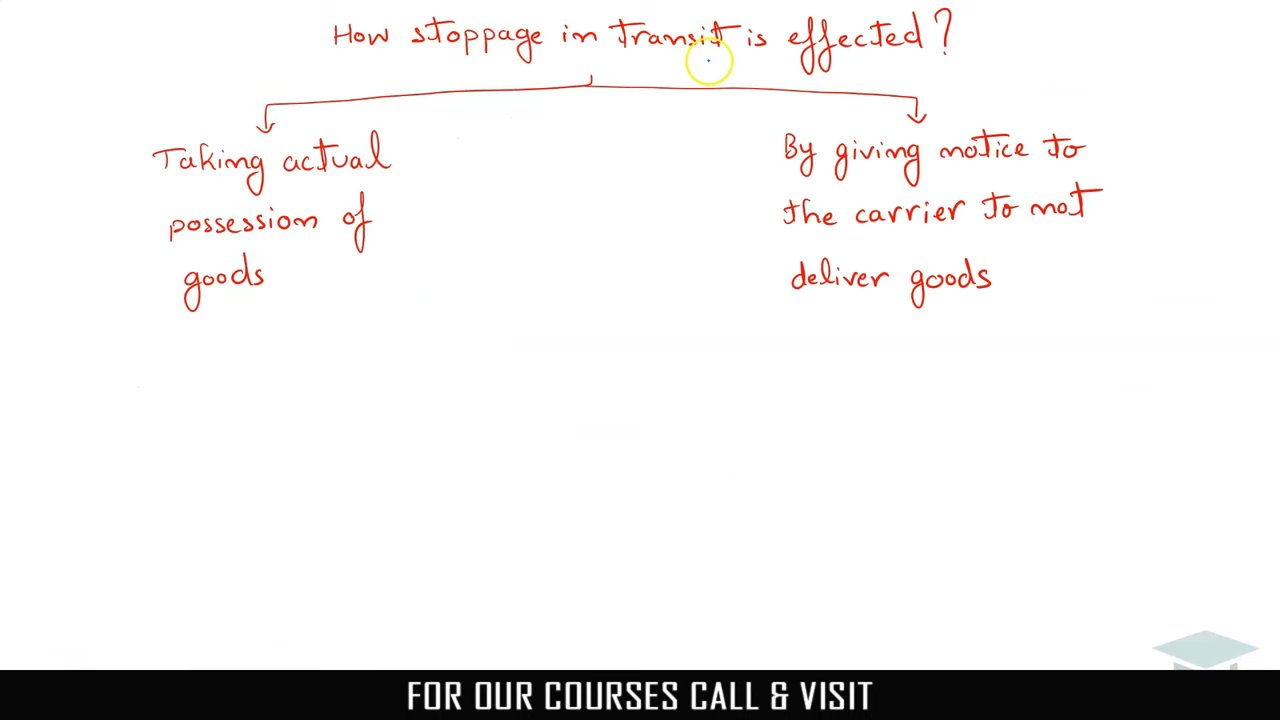 How stoppage in transit is effected?
Taking actual
possession of
goods
By giving notice to
the carrier to not
deliver goods
FOR OUR COURSES CALL & VISIT